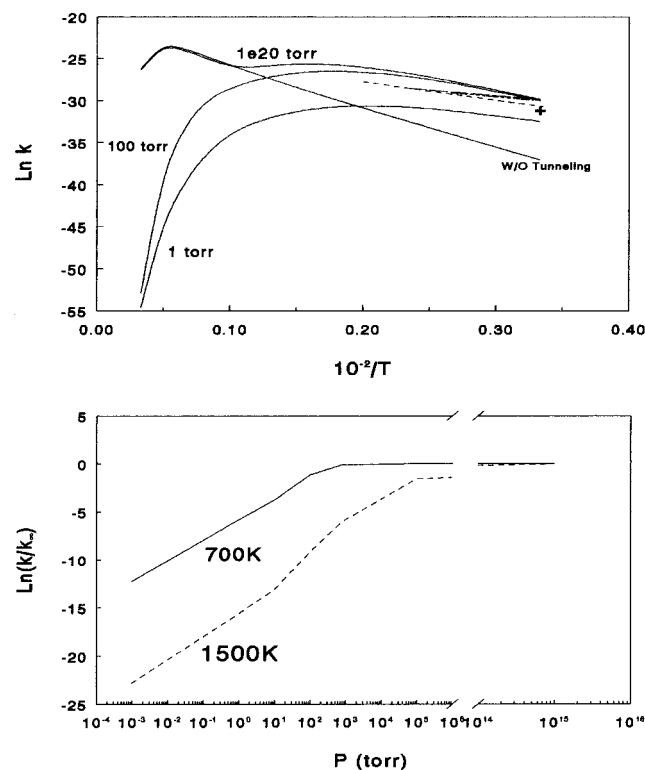 -20
-25
-30
-35
-40
-45
-50
-55
Ln k
1e20 torr
100 torr
1 torr
W/O Tunneling
+
0.00
0.10
0.20
0.30
0.40
10⁻²/T
5
0
-5
-10
-15
-20
-25
Ln(k/k∞)
700K
1500K
10⁻⁴ 10⁻³ 10⁻² 10⁻¹ 10⁰ 10¹ 10² 10³ 10⁴ 10⁵ 10⁶ 10¹⁴ 10¹⁵ 10¹⁶
P (torr)